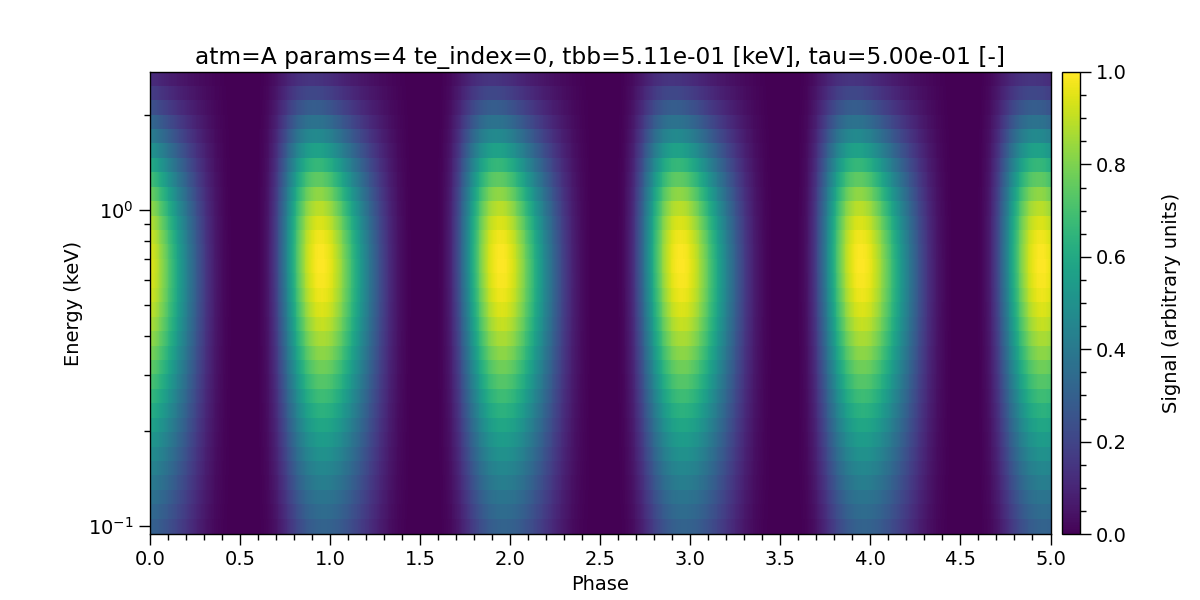 atm=A params=4 te_index=0, tbb=5.11e-01 [keV], tau=5.00e-01 [-]
Energy (keV)
10⁰
10⁻¹
0.0 0.5 1.0 1.5 2.0 2.5 3.0 3.5 4.0 4.5 5.0
Phase
1.0
0.8
0.6
0.4
0.2
0.0
Signal (arbitrary units)